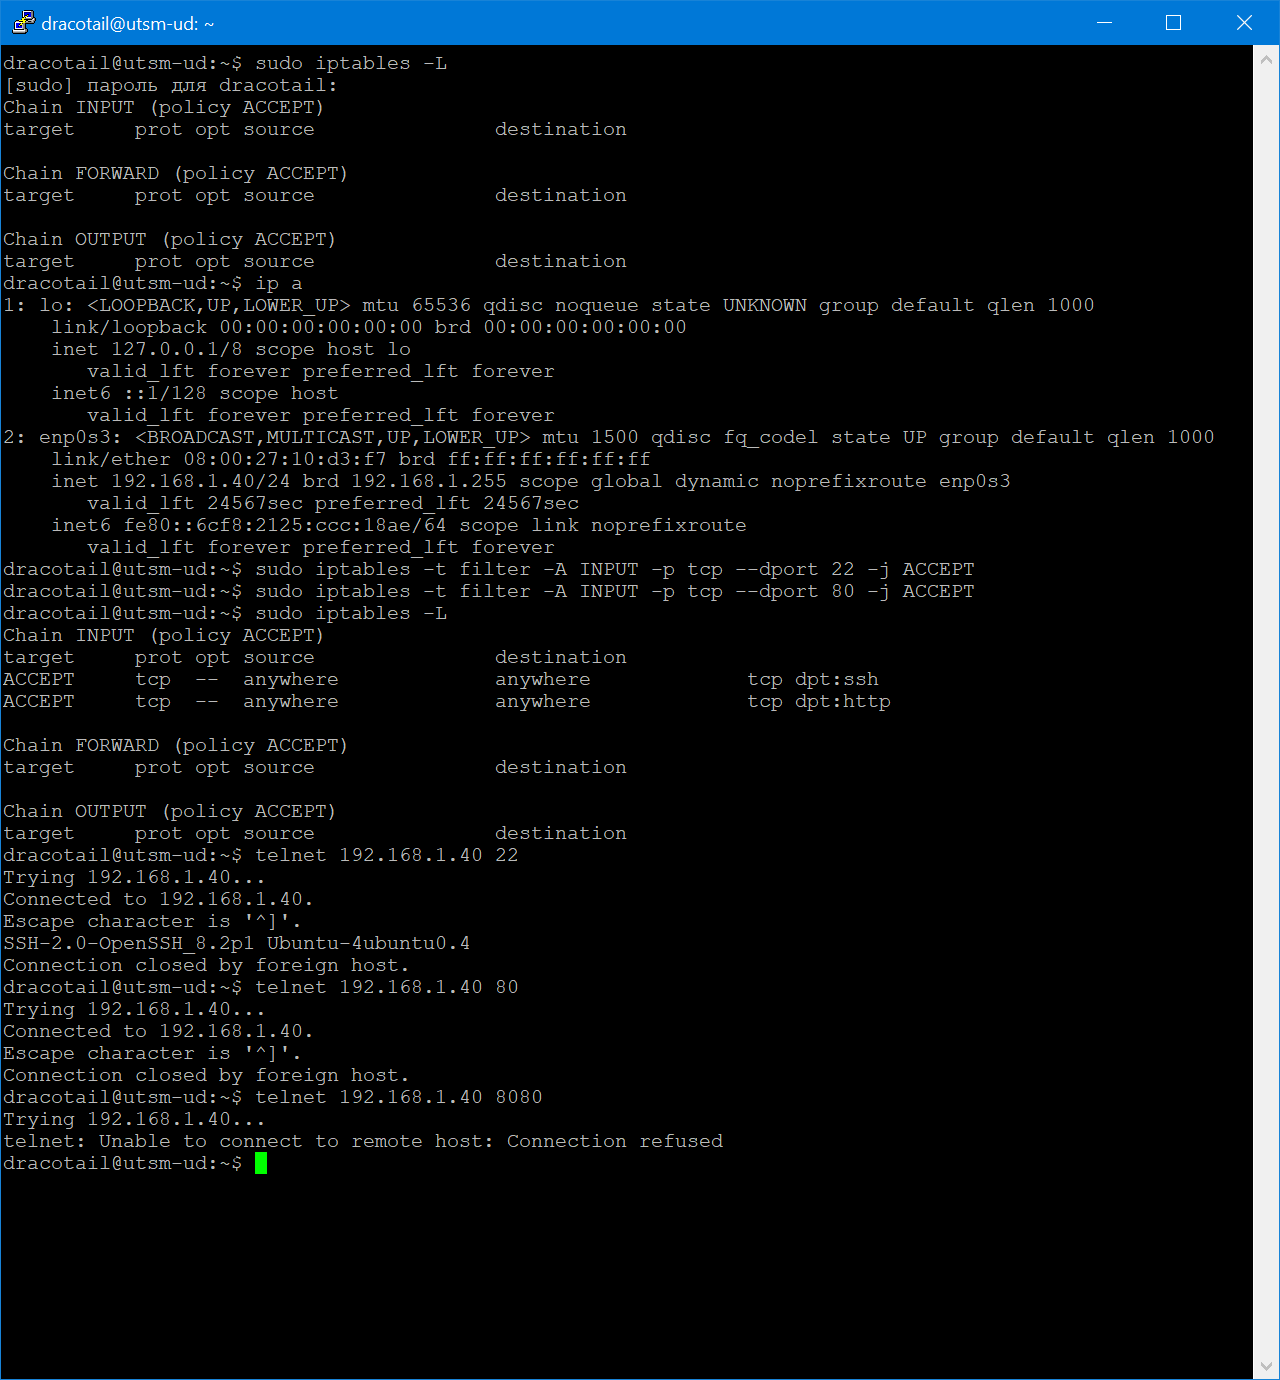 dracotail@utsm-ud: ~
dracotail@utsm-ud:~$ sudo iptables -L
[sudo] пароль для dracotail:
Chain INPUT (policy ACCEPT)
target     prot opt source               destination

Chain FORWARD (policy ACCEPT)
target     prot opt source               destination

Chain OUTPUT (policy ACCEPT)
target     prot opt source               destination
dracotail@utsm-ud:~$ ip a
1: lo: <LOOPBACK,UP,LOWER_UP> mtu 65536 qdisc noqueue state UNKNOWN group default qlen 1000
    link/loopback 00:00:00:00:00:00 brd 00:00:00:00:00:00
    inet 127.0.0.1/8 scope host lo
       valid_lft forever preferred_lft forever
    inet6 ::1/128 scope host
       valid_lft forever preferred_lft forever
2: enp0s3: <BROADCAST,MULTICAST,UP,LOWER_UP> mtu 1500 qdisc fq_codel state UP group default qlen 1000
    link/ether 08:00:27:10:d3:f7 brd ff:ff:ff:ff:ff:ff
    inet 192.168.1.40/24 brd 192.168.1.255 scope global dynamic noprefixroute enp0s3
       valid_lft 24567sec preferred_lft 24567sec
    inet6 fe80::6cf8:2125:ccc:18ae/64 scope link noprefixroute
       valid_lft forever preferred_lft forever
dracotail@utsm-ud:~$ sudo iptables -t filter -A INPUT -p tcp --dport 22 -j ACCEPT
dracotail@utsm-ud:~$ sudo iptables -t filter -A INPUT -p tcp --dport 80 -j ACCEPT
dracotail@utsm-ud:~$ sudo iptables -L
Chain INPUT (policy ACCEPT)
target     prot opt source               destination
ACCEPT     tcp  --  anywhere             anywhere             tcp dpt:ssh
ACCEPT     tcp  --  anywhere             anywhere             tcp dpt:http

Chain FORWARD (policy ACCEPT)
target     prot opt source               destination

Chain OUTPUT (policy ACCEPT)
target     prot opt source               destination
dracotail@utsm-ud:~$ telnet 192.168.1.40 22
Trying 192.168.1.40...
Connected to 192.168.1.40.
Escape character is '^]'.
SSH-2.0-OpenSSH_8.2p1 Ubuntu-4ubuntu0.4
Connection closed by foreign host.
dracotail@utsm-ud:~$ telnet 192.168.1.40 80
Trying 192.168.1.40...
Connected to 192.168.1.40.
Escape character is '^]'.
Connection closed by foreign host.
dracotail@utsm-ud:~$ telnet 192.168.1.40 8080
Trying 192.168.1.40...
telnet: Unable to connect to remote host: Connection refused
dracotail@utsm-ud:~$